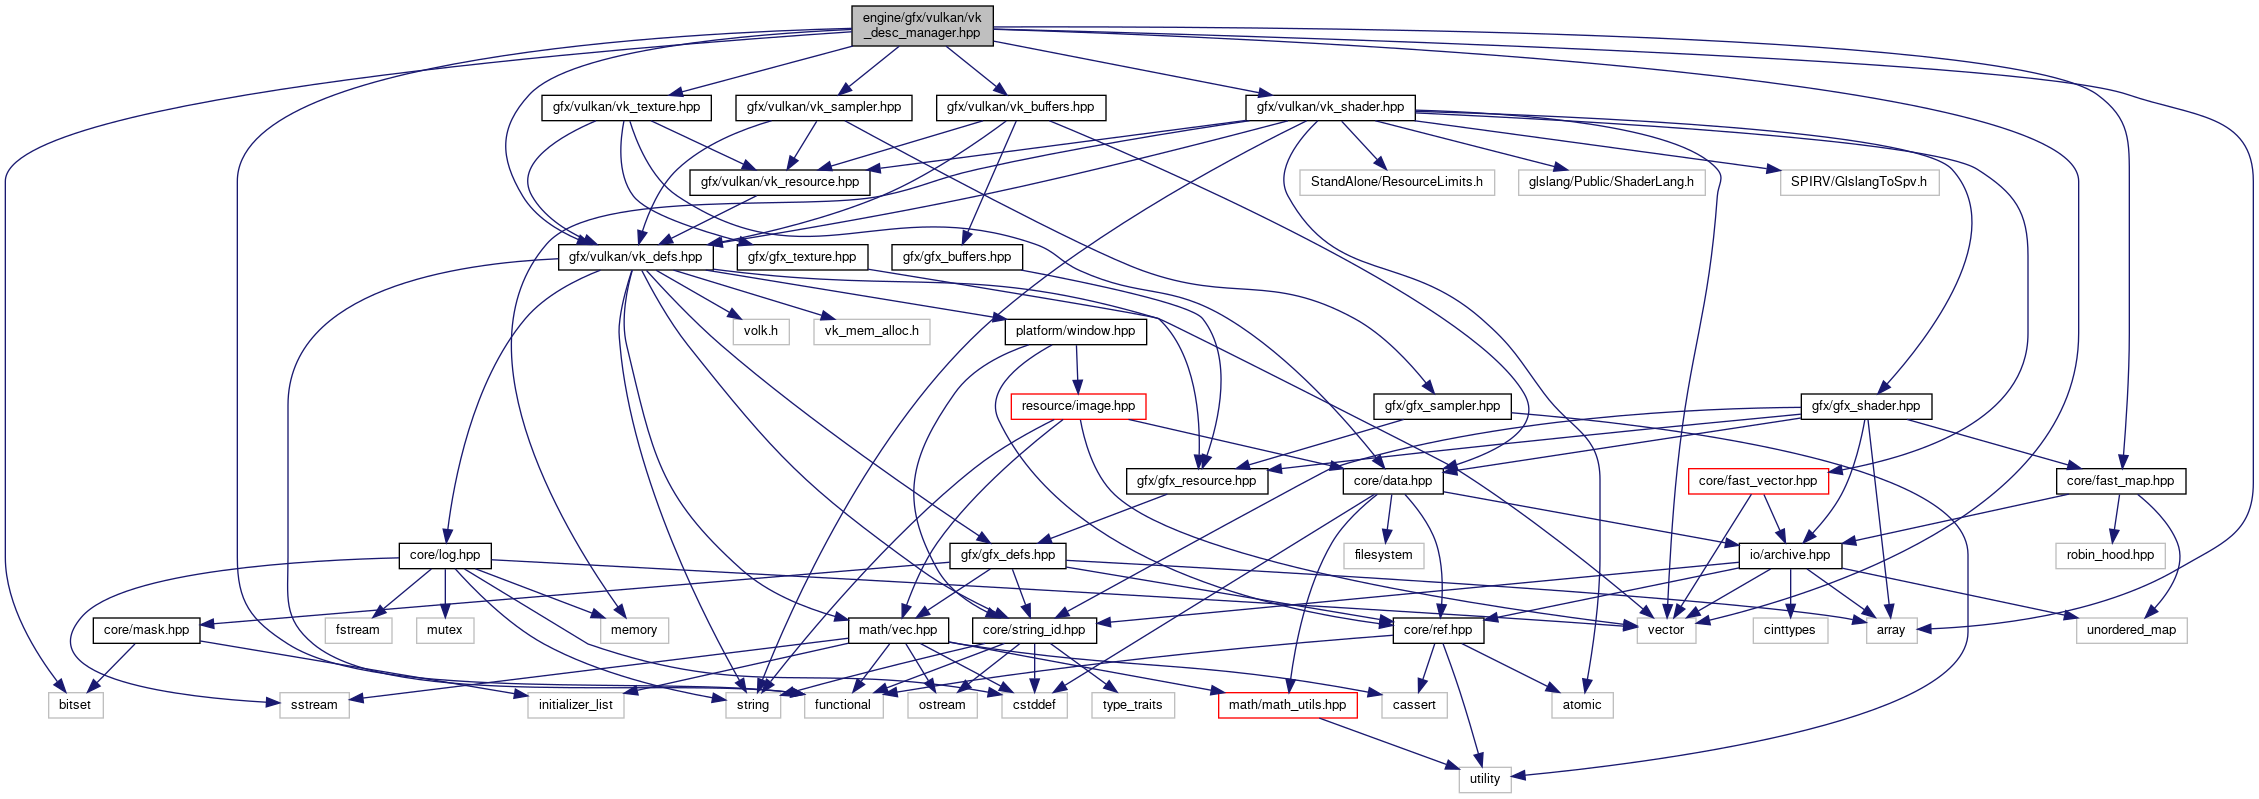 engine/gfx/vulkan/vk
_desc_manager.hpp
gfx/vulkan/vk_texture.hpp
gfx/vulkan/vk_sampler.hpp
gfx/vulkan/vk_buffers.hpp
gfx/vulkan/vk_shader.hpp
gfx/vulkan/vk_resource.hpp
StandAlone/ResourceLimits.h
glslang/Public/ShaderLang.h
SPIRV/GlslangToSpv.h
gfx/vulkan/vk_defs.hpp
gfx/gfx_texture.hpp
gfx/gfx_buffers.hpp
volk.h
vk_mem_alloc.h
platform/window.hpp
resource/image.hpp
gfx/gfx_sampler.hpp
gfx/gfx_shader.hpp
gfx/gfx_resource.hpp
core/data.hpp
core/fast_vector.hpp
core/fast_map.hpp
core/log.hpp
gfx/gfx_defs.hpp
filesystem
io/archive.hpp
robin_hood.hpp
core/mask.hpp
fstream
mutex
memory
math/vec.hpp
core/string_id.hpp
core/ref.hpp
vector
cinttypes
array
unordered_map
bitset
sstream
initializer_list
string
functional
ostream
cstddef
type_traits
math/math_utils.hpp
cassert
atomic
utility